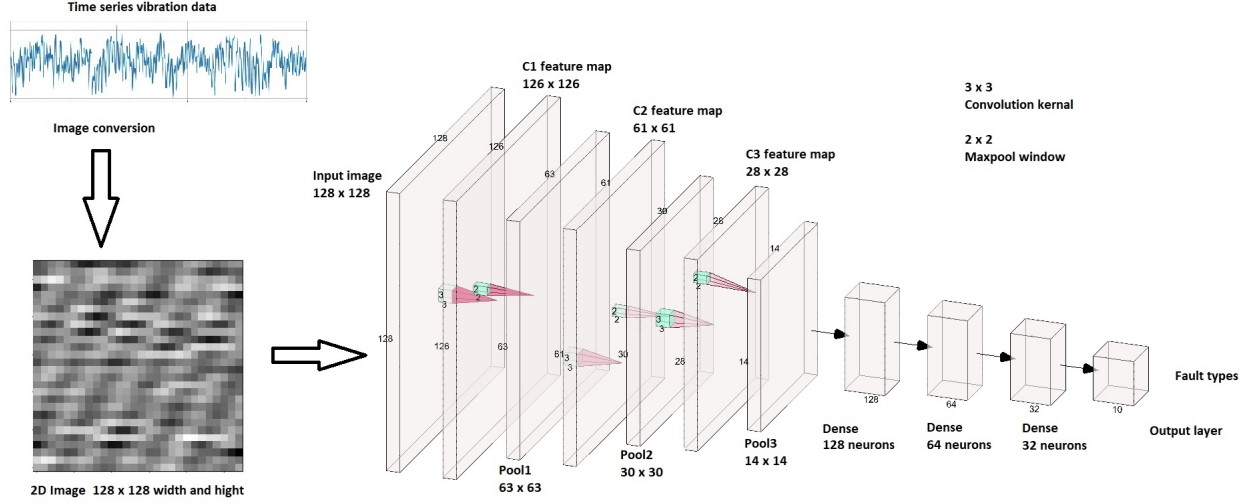 Time series vibration data
Image conversion
2D Image 128 x 128 width and hight
Input image
128 x 128
C1 feature map
126 x 126
C2 feature map
61 x 61
C3 feature map
28 x 28
3 x 3
Convolution kernal
2 x 2
Maxpool window
128
126
63
61
30
28
14
3
3
2
2
3
3
2
2
3
3
2
2
128
126
63
61
30
28
14
Pool1
63 x 63
Pool2
30 x 30
Pool3
14 x 14
128
64
32
10
Dense
128 neurons
Dense
64 neurons
Dense
32 neurons
Fault types
Output layer